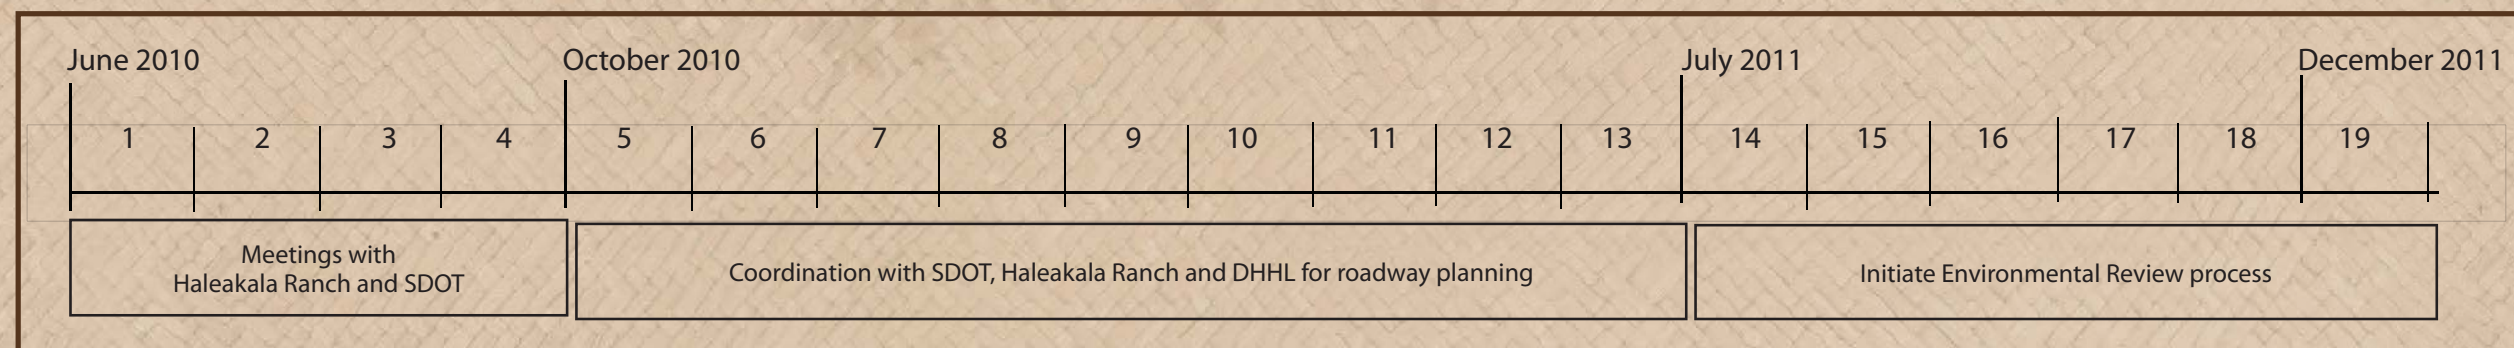 June 2010
October 2010
July 2011
December 2011
1 2 3 4 5 6 7 8 9 10 11 12 13 14 15 16 17 18 19
Meetings with
Haleakala Ranch and SDOT
Coordination with SDOT, Haleakala Ranch and DHHL for roadway planning
Initiate Environmental Review process